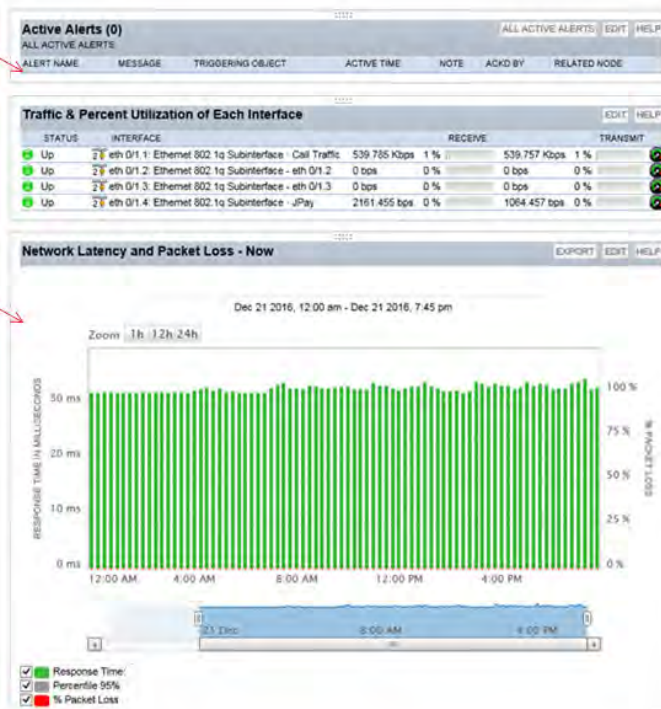 Active Alerts (0)
ALL ACTIVE ALERTS EDIT HELP
ALL ACTIVE ALERTS
ALERT NAME MESSAGE TRIGGERING OBJECT ACTIVE TIME NOTE ACKD BY RELATED NODE
Traffic & Percent Utilization of Each Interface
EDIT HELP
STATUS INTERFACE RECEIVE TRANSMIT
Up eth 0/1.1: Ethernet 802.1q Subinterface · Call Traffic 539.785 Kbps 1 % 539.757 Kbps 1 %
Up eth 0/1.2: Ethernet 802.1q Subinterface - eth 0/1.2 0 bps 0 % 0 bps 0 %
Up eth 0/1.3: Ethernet 802.1q Subinterface - eth 0/1.3 0 bps 0 % 0 bps 0 %
Up eth 0/1.4: Ethernet 802.1q Subinterface · JPay 2161.455 bps 0 % 1064.457 bps 0 %
Network Latency and Packet Loss - Now
EXPORT EDIT HELP
Dec 21 2016, 12:00 am - Dec 21 2016, 7:45 pm
Zoom 1h 12h 24h
RESPONSE TIME IN MILLISECONDS
30 ms
20 ms
10 ms
0 ms
100 %
75 %
50 %
25 %
0 %
% PACKET LOSS
12:00 AM 4:00 AM 8:00 AM 12:00 PM 4:00 PM
21 Dec 8:00 AM 4:00 PM
Response Time
Percentile 95%
% Packet Loss